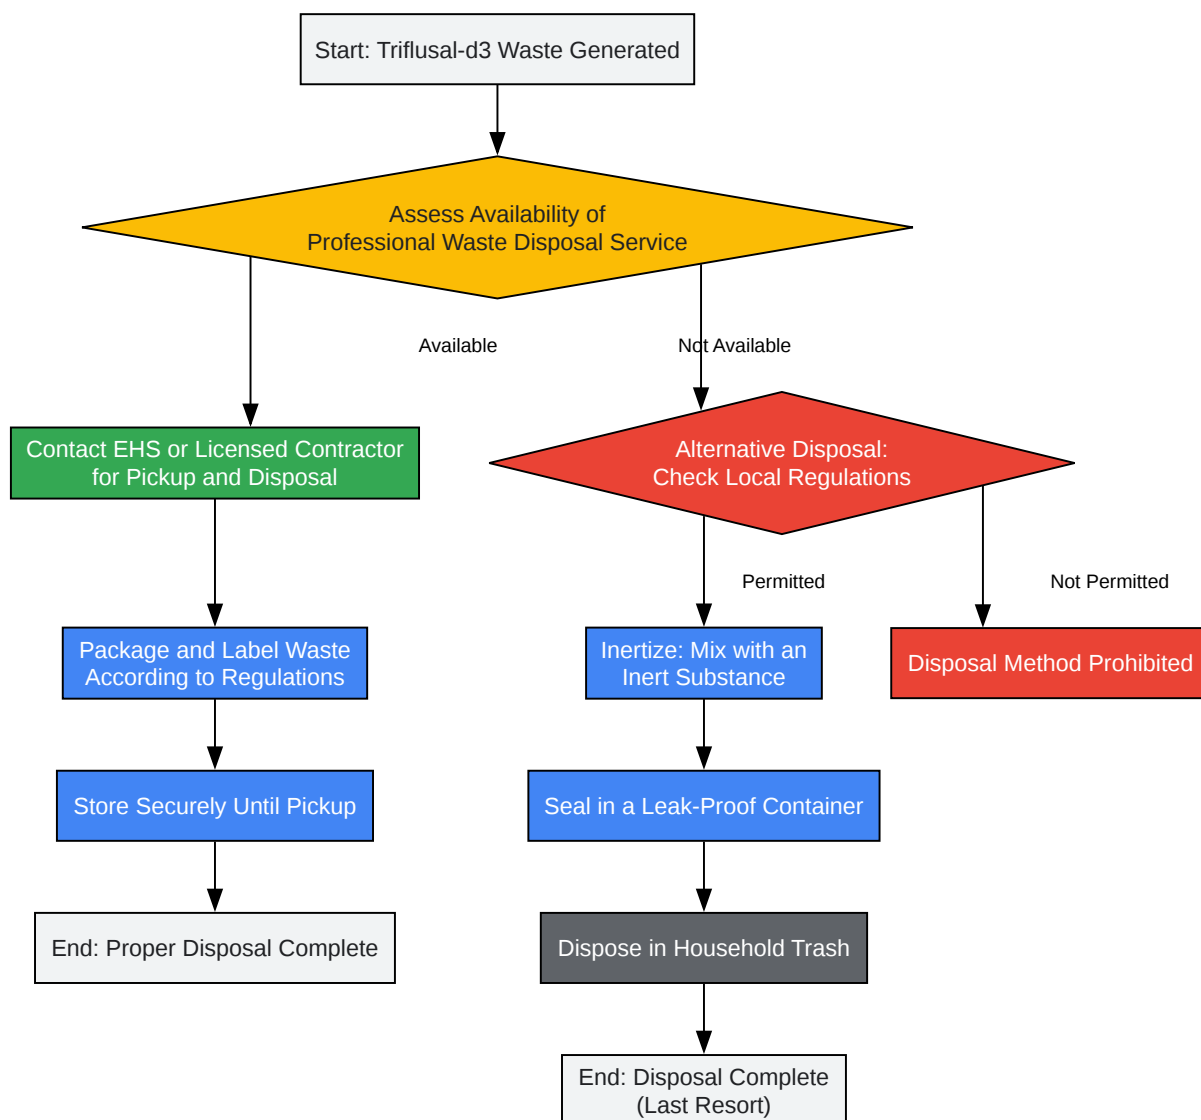 Start: Triflusal-d3 Waste Generated
Assess Availability of
Professional Waste Disposal Service
Available
Not Available
Contact EHS or Licensed Contractor
for Pickup and Disposal
Alternative Disposal:
Check Local Regulations
Permitted
Not Permitted
Package and Label Waste
According to Regulations
Inertize: Mix with an
Inert Substance
Disposal Method Prohibited
Store Securely Until Pickup
Seal in a Leak-Proof Container
End: Proper Disposal Complete
Dispose in Household Trash
End: Disposal Complete
(Last Resort)